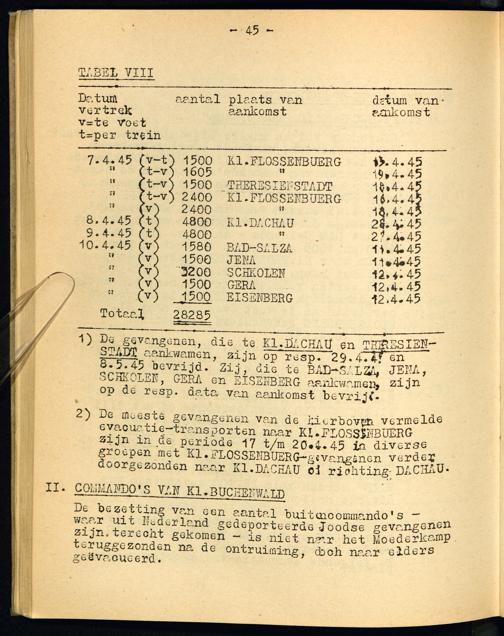 - 45 -
TABEL VIII
Datum aantal plaats van datum van
vertrek aankomst aankomst
v=te voet
t=per trein
7.4.45 (v-t) 1500 Kl.FLOSSENBUERG .4.45
" (t-v) 1605 " 19.4.45
" (t-v) 1500 THERESIENSTADT 18.4.45
" (t-v) 2400 Kl.FLOSSENBUERG 16.4.45
" (v) 2400 " 18.4.45
8.4.45 (t) 4800 Kl.DACHAU 28.4.45
9.4.45 (t) 4800 " 27.4.45
10.4.45 (v) 1580 BAD-SALZA 11.4.45
" (v) 1500 JENA 11.4.45
" (v) 3200 SCHKOLEN 12.4.45
" (v) 1500 GERA 12.4.45
" (v) 1500 EISENBERG 12.4.45
Totaal 28285
1) De gevangenen, die te Kl.DACHAU en THERESIEN-
STADT aankwamen, zijn op resp. 29.4.45 en
8.5.45 bevrijd. Zij, die te BAD-SALZA, JENA,
SCHKOLEN, GERA en EISENBERG aankwamen, zijn
op de resp. data van aankomst bevrijd.
2) De meeste gevangenen van de hierboven vermelde
evacuatie-transporten naar Kl.FLOSSENBUERG
zijn in de periode 17 t/m 20.4.45 in diverse
groepen met Kl.FLOSSENBUERG-gevangenen verder
doorgezonden naar Kl.DACHAU of richting DACHAU.
II. COMMANDO'S VAN Kl.BUCHENWALD
De bezetting van een aantal buitencommando's -
waar uit Nederland gedeporteerde Joodse gevangenen
zijn terecht gekomen - is niet naar het Moederkamp
teruggezonden na de ontruiming, doch naar elders
geëvacueerd.